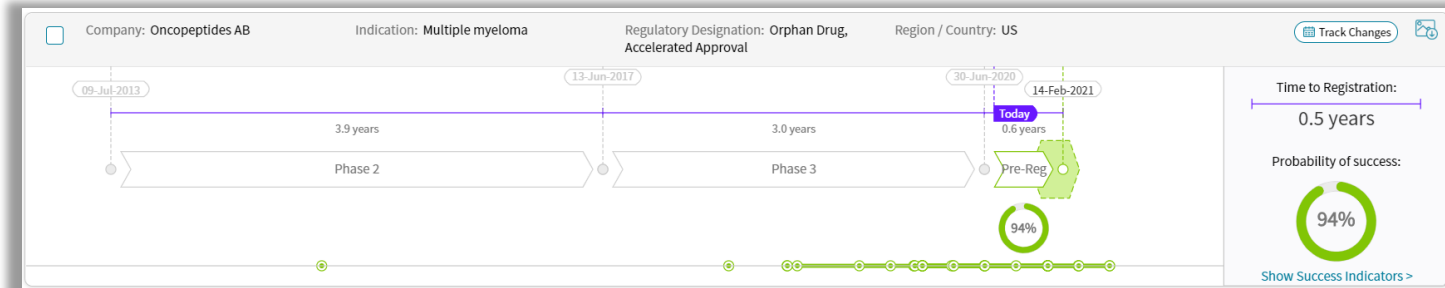 Company: Oncopeptides AB
Indication: Multiple myeloma
Regulatory Designation: Orphan Drug,
Accelerated Approval
Region / Country: US
Track Changes
09-Jul-2013
13-Jun-2017
30-Jun-2020
14-Feb-2021
Today
3.9 years
3.0 years
0.6 years
Phase 2
Phase 3
Pre-Reg
94%
Time to Registration:
0.5 years
Probability of success:
94%
Show Success Indicators >